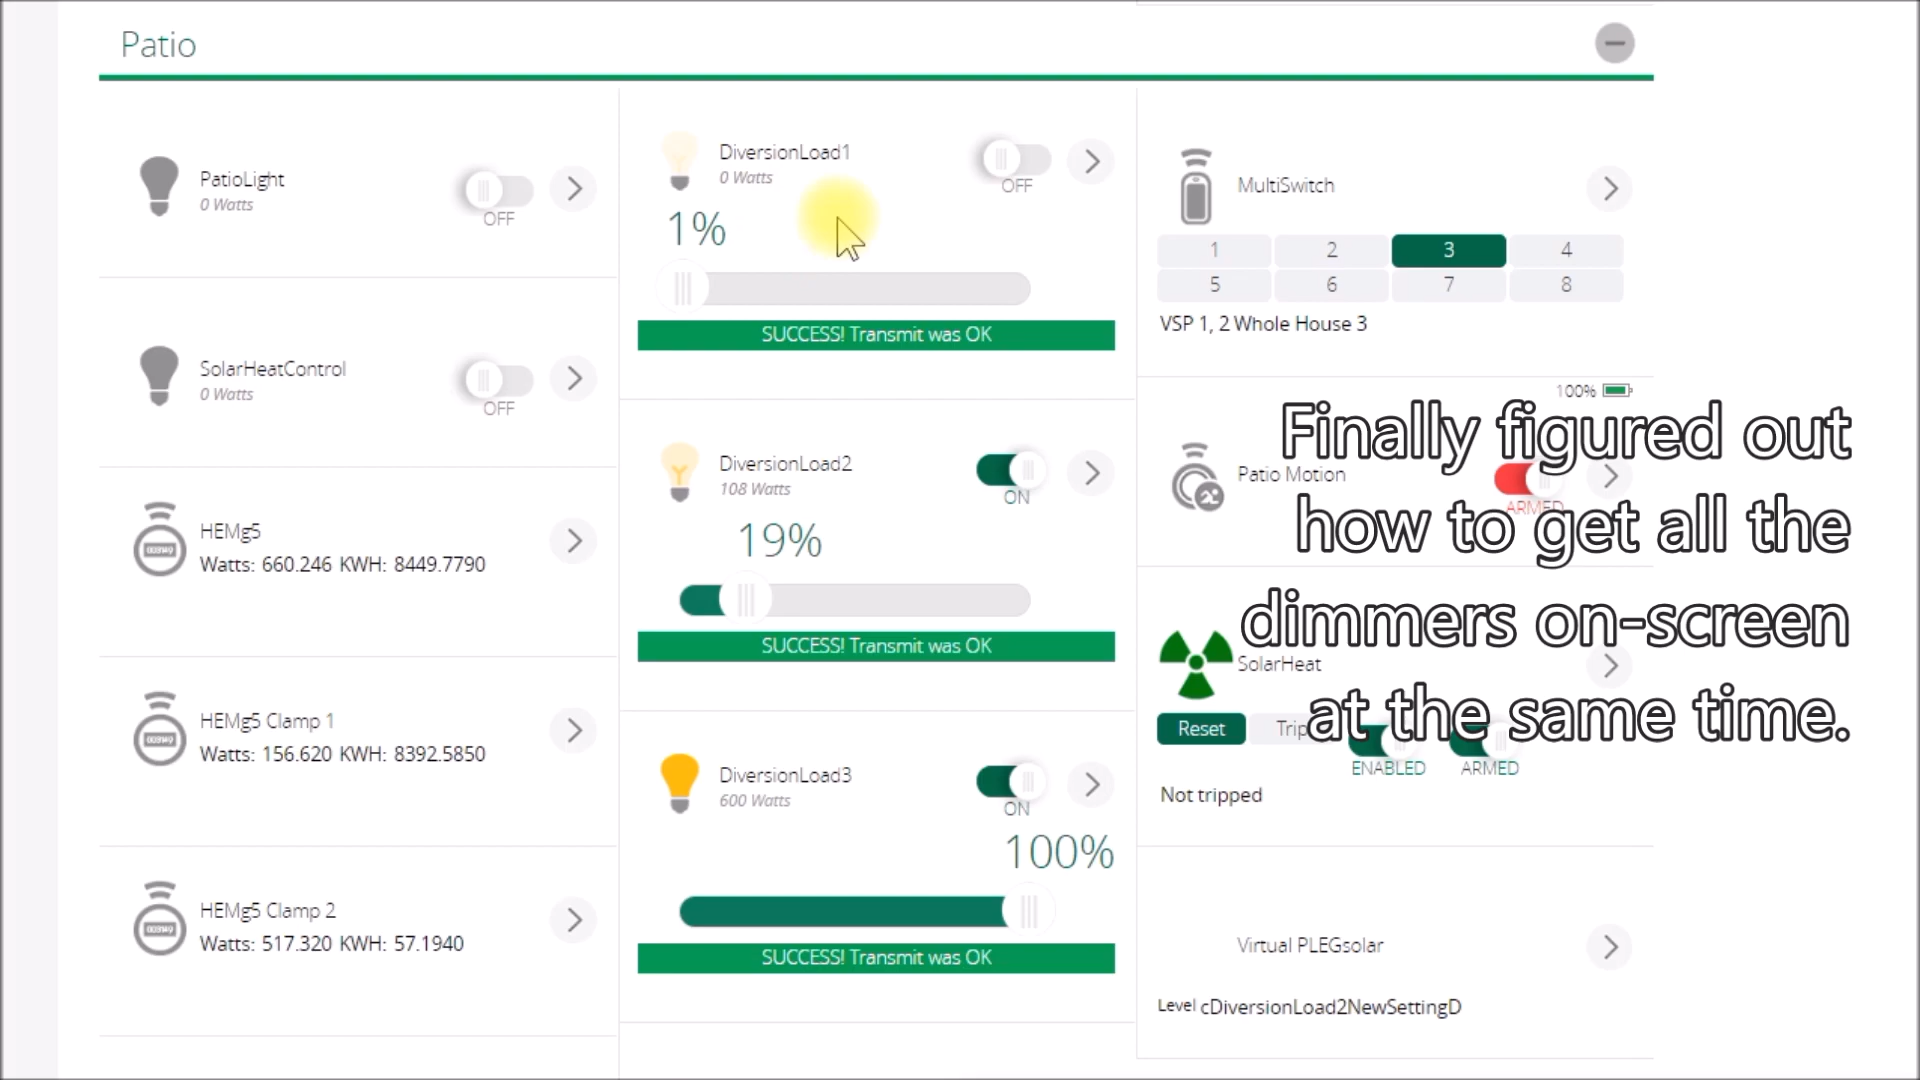 Patio
PatioLight
0 Watts
OFF
SolarHeatControl
0 Watts
OFF
HEMg5
Watts: 660.246 KWH: 8449.7790
HEMg5 Clamp 1
Watts: 156.620 KWH: 8392.5850
HEMg5 Clamp 2
Watts: 517.320 KWH: 57.1940
DiversionLoad1
0 Watts
OFF
1%
SUCCESS! Transmit was OK
DiversionLoad2
108 Watts
ON
19%
SUCCESS! Transmit was OK
DiversionLoad3
600 Watts
ON
100%
SUCCESS! Transmit was OK
MultiSwitch
1 2 3 4
5 6 7 8
VSP 1, 2 Whole House 3
100%
Patio Motion
ARMED
SolarHeat
Reset Trip
ENABLED ARMED
Not tripped
Virtual PLEGsolar
Level cDiversionLoad2NewSettingD
Finally figured out
how to get all the
dimmers on-screen
at the same time.